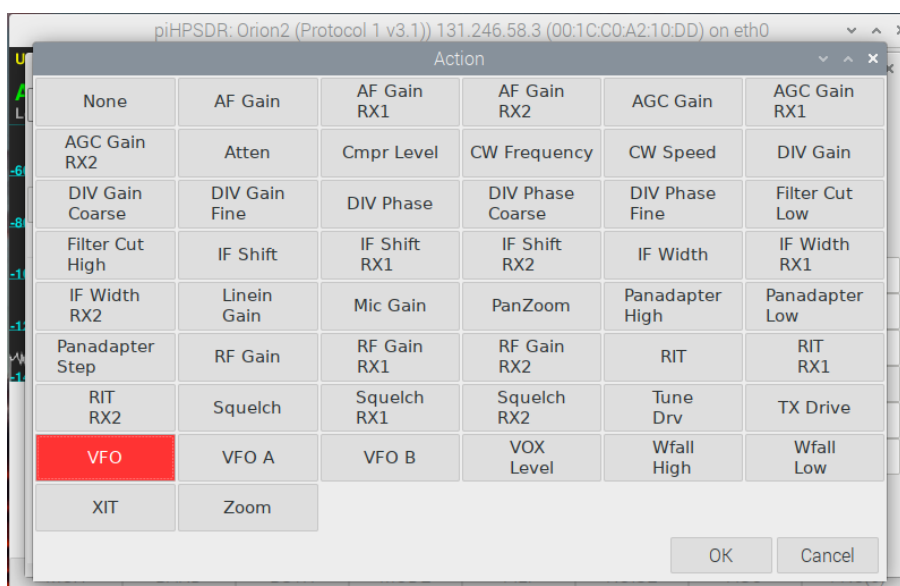 piHPSDR: Orion2 (Protocol 1 v3.1)) 131.246.58.3 (00:1C:C0:A2:10:DD) on eth0
Action
None
AF Gain
AF Gain
RX1
AF Gain
RX2
AGC Gain
AGC Gain
RX1
AGC Gain
RX2
Atten
Cmpr Level
CW Frequency
CW Speed
DIV Gain
DIV Gain
Coarse
DIV Gain
Fine
DIV Phase
DIV Phase
Coarse
DIV Phase
Fine
Filter Cut
Low
Filter Cut
High
IF Shift
IF Shift
RX1
IF Shift
RX2
IF Width
IF Width
RX1
IF Width
RX2
Linein
Gain
Mic Gain
PanZoom
Panadapter
High
Panadapter
Low
Panadapter
Step
RF Gain
RF Gain
RX1
RF Gain
RX2
RIT
RIT
RX1
RIT
RX2
Squelch
Squelch
RX1
Squelch
RX2
Tune
Drv
TX Drive
VFO
VFO A
VFO B
VOX
Level
Wfall
High
Wfall
Low
XIT
Zoom
OK
Cancel